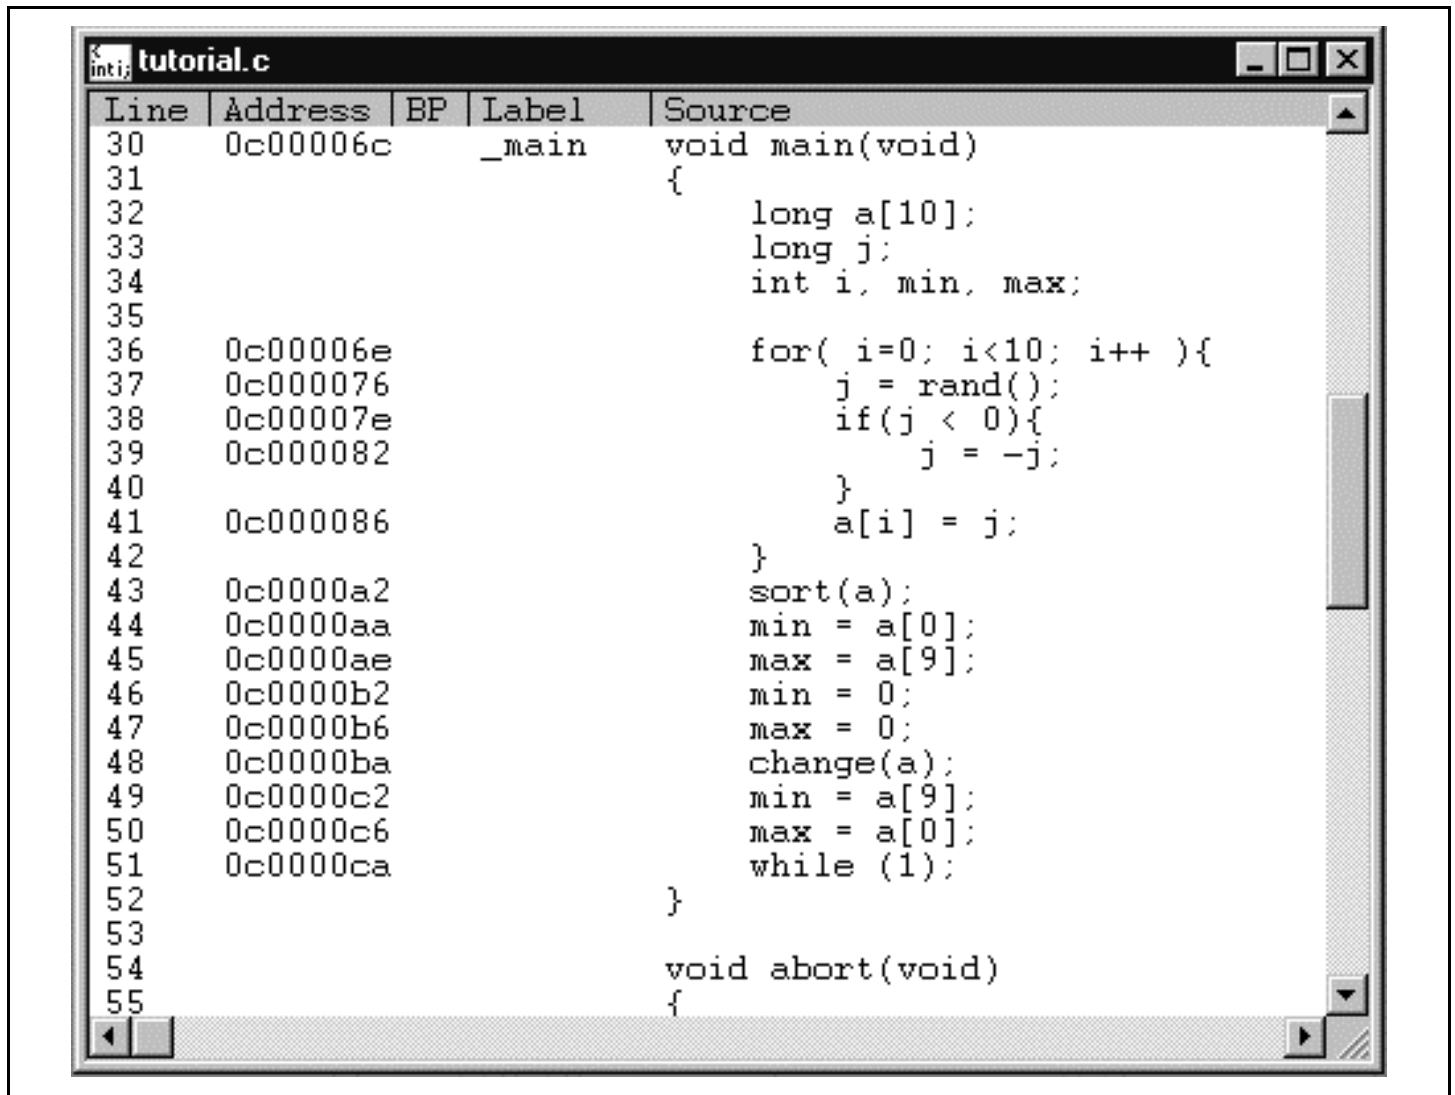 < int i; tutorial.c
Line Address BP Label Source
30 0c00006c _main void main(void)
31 {
32 long a[10];
33 long j;
34 int i, min, max;
35
36 0c00006e for( i=0; i<10; i++ ){
37 0c000076 j = rand();
38 0c00007e if(j < 0){
39 0c000082 j = -j;
40 }
41 0c000086 a[i] = j;
42 }
43 0c0000a2 sort(a);
44 0c0000aa min = a[0];
45 0c0000ae max = a[9];
46 0c0000b2 min = 0;
47 0c0000b6 max = 0;
48 0c0000ba change(a);
49 0c0000c2 min = a[9];
50 0c0000c6 max = a[0];
51 0c0000ca while (1);
52 }
53
54 void abort(void)
55 {